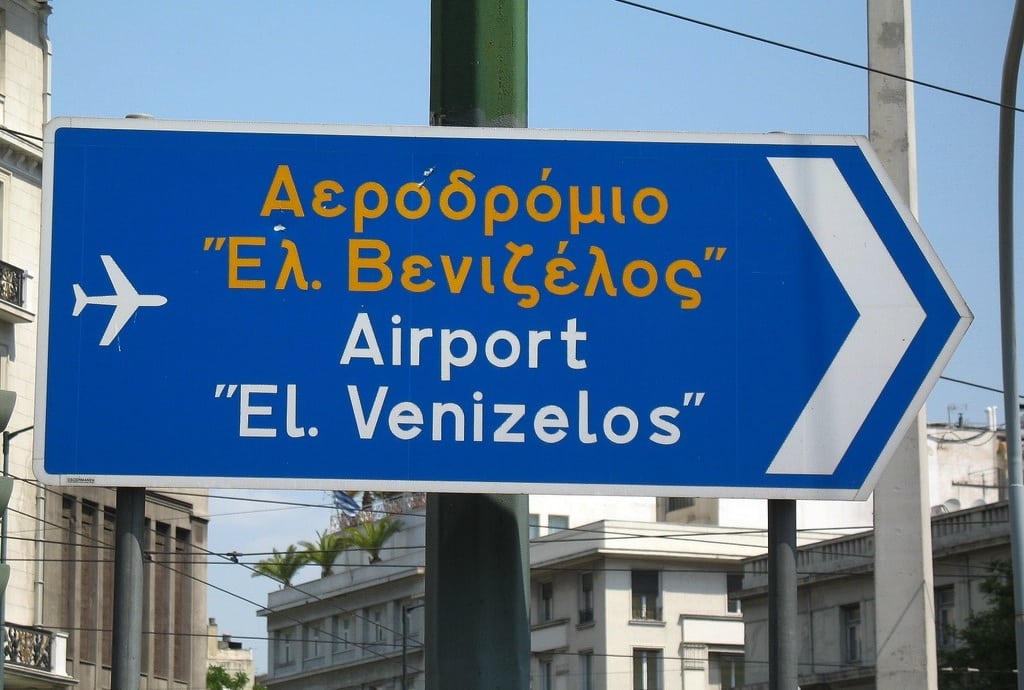 Αεροδρόμιο
"Ελ. Βενιζέλος"
Airport
"El. Venizelos"